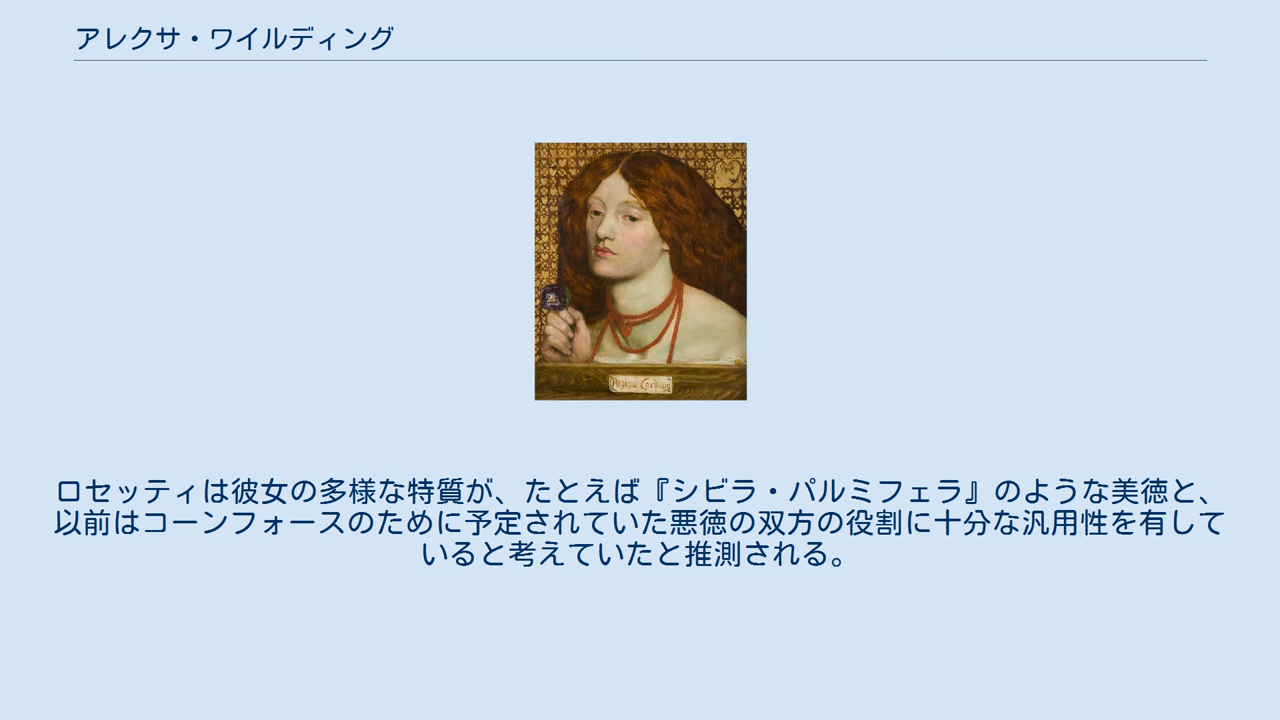 アレクサ・ワイルディング
Regina Cordium
ロセッティは彼女の多様な特質が、たとえば『シビラ・パルミフェラ』のような美徳と、
以前はコーンフォースのために予定されていた悪徳の双方の役割に十分な汎用性を有して
いると考えていたと推測される。